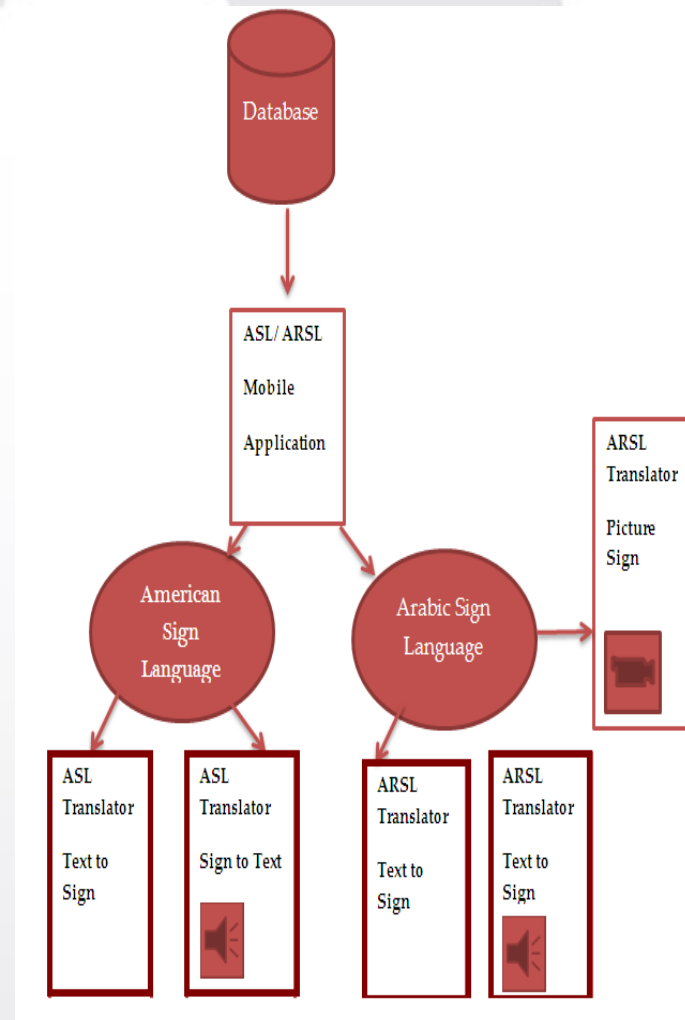 Database
ASL/ ARSL
Mobile
Application
American
Sign
Language
Arabic Sign
Language
ARSL
Translator
Picture
Sign
ASL
Translator
Text to
Sign
ASL
Translator
Sign to Text
ARSL
Translator
Text to
Sign
ARSL
Translator
Text to
Sign